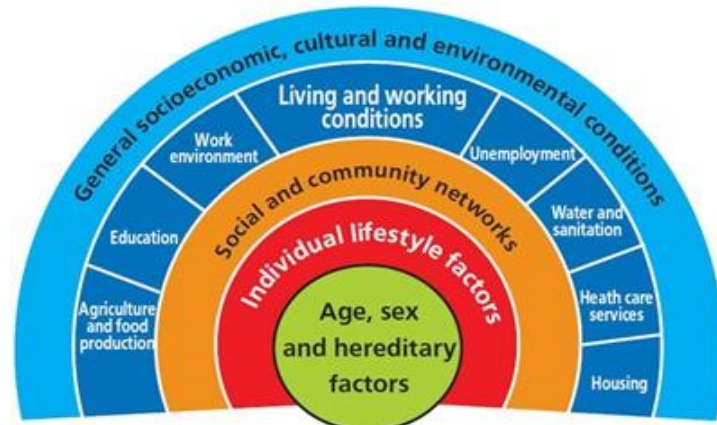 General socioeconomic, cultural and environmental conditions
Living and working
conditions
Work
environment
Unemployment
Education
Water and
sanitation
Agriculture
and food
production
Heath care
services
Housing
Social and community networks
Individual lifestyle factors
Age, sex
and hereditary
factors